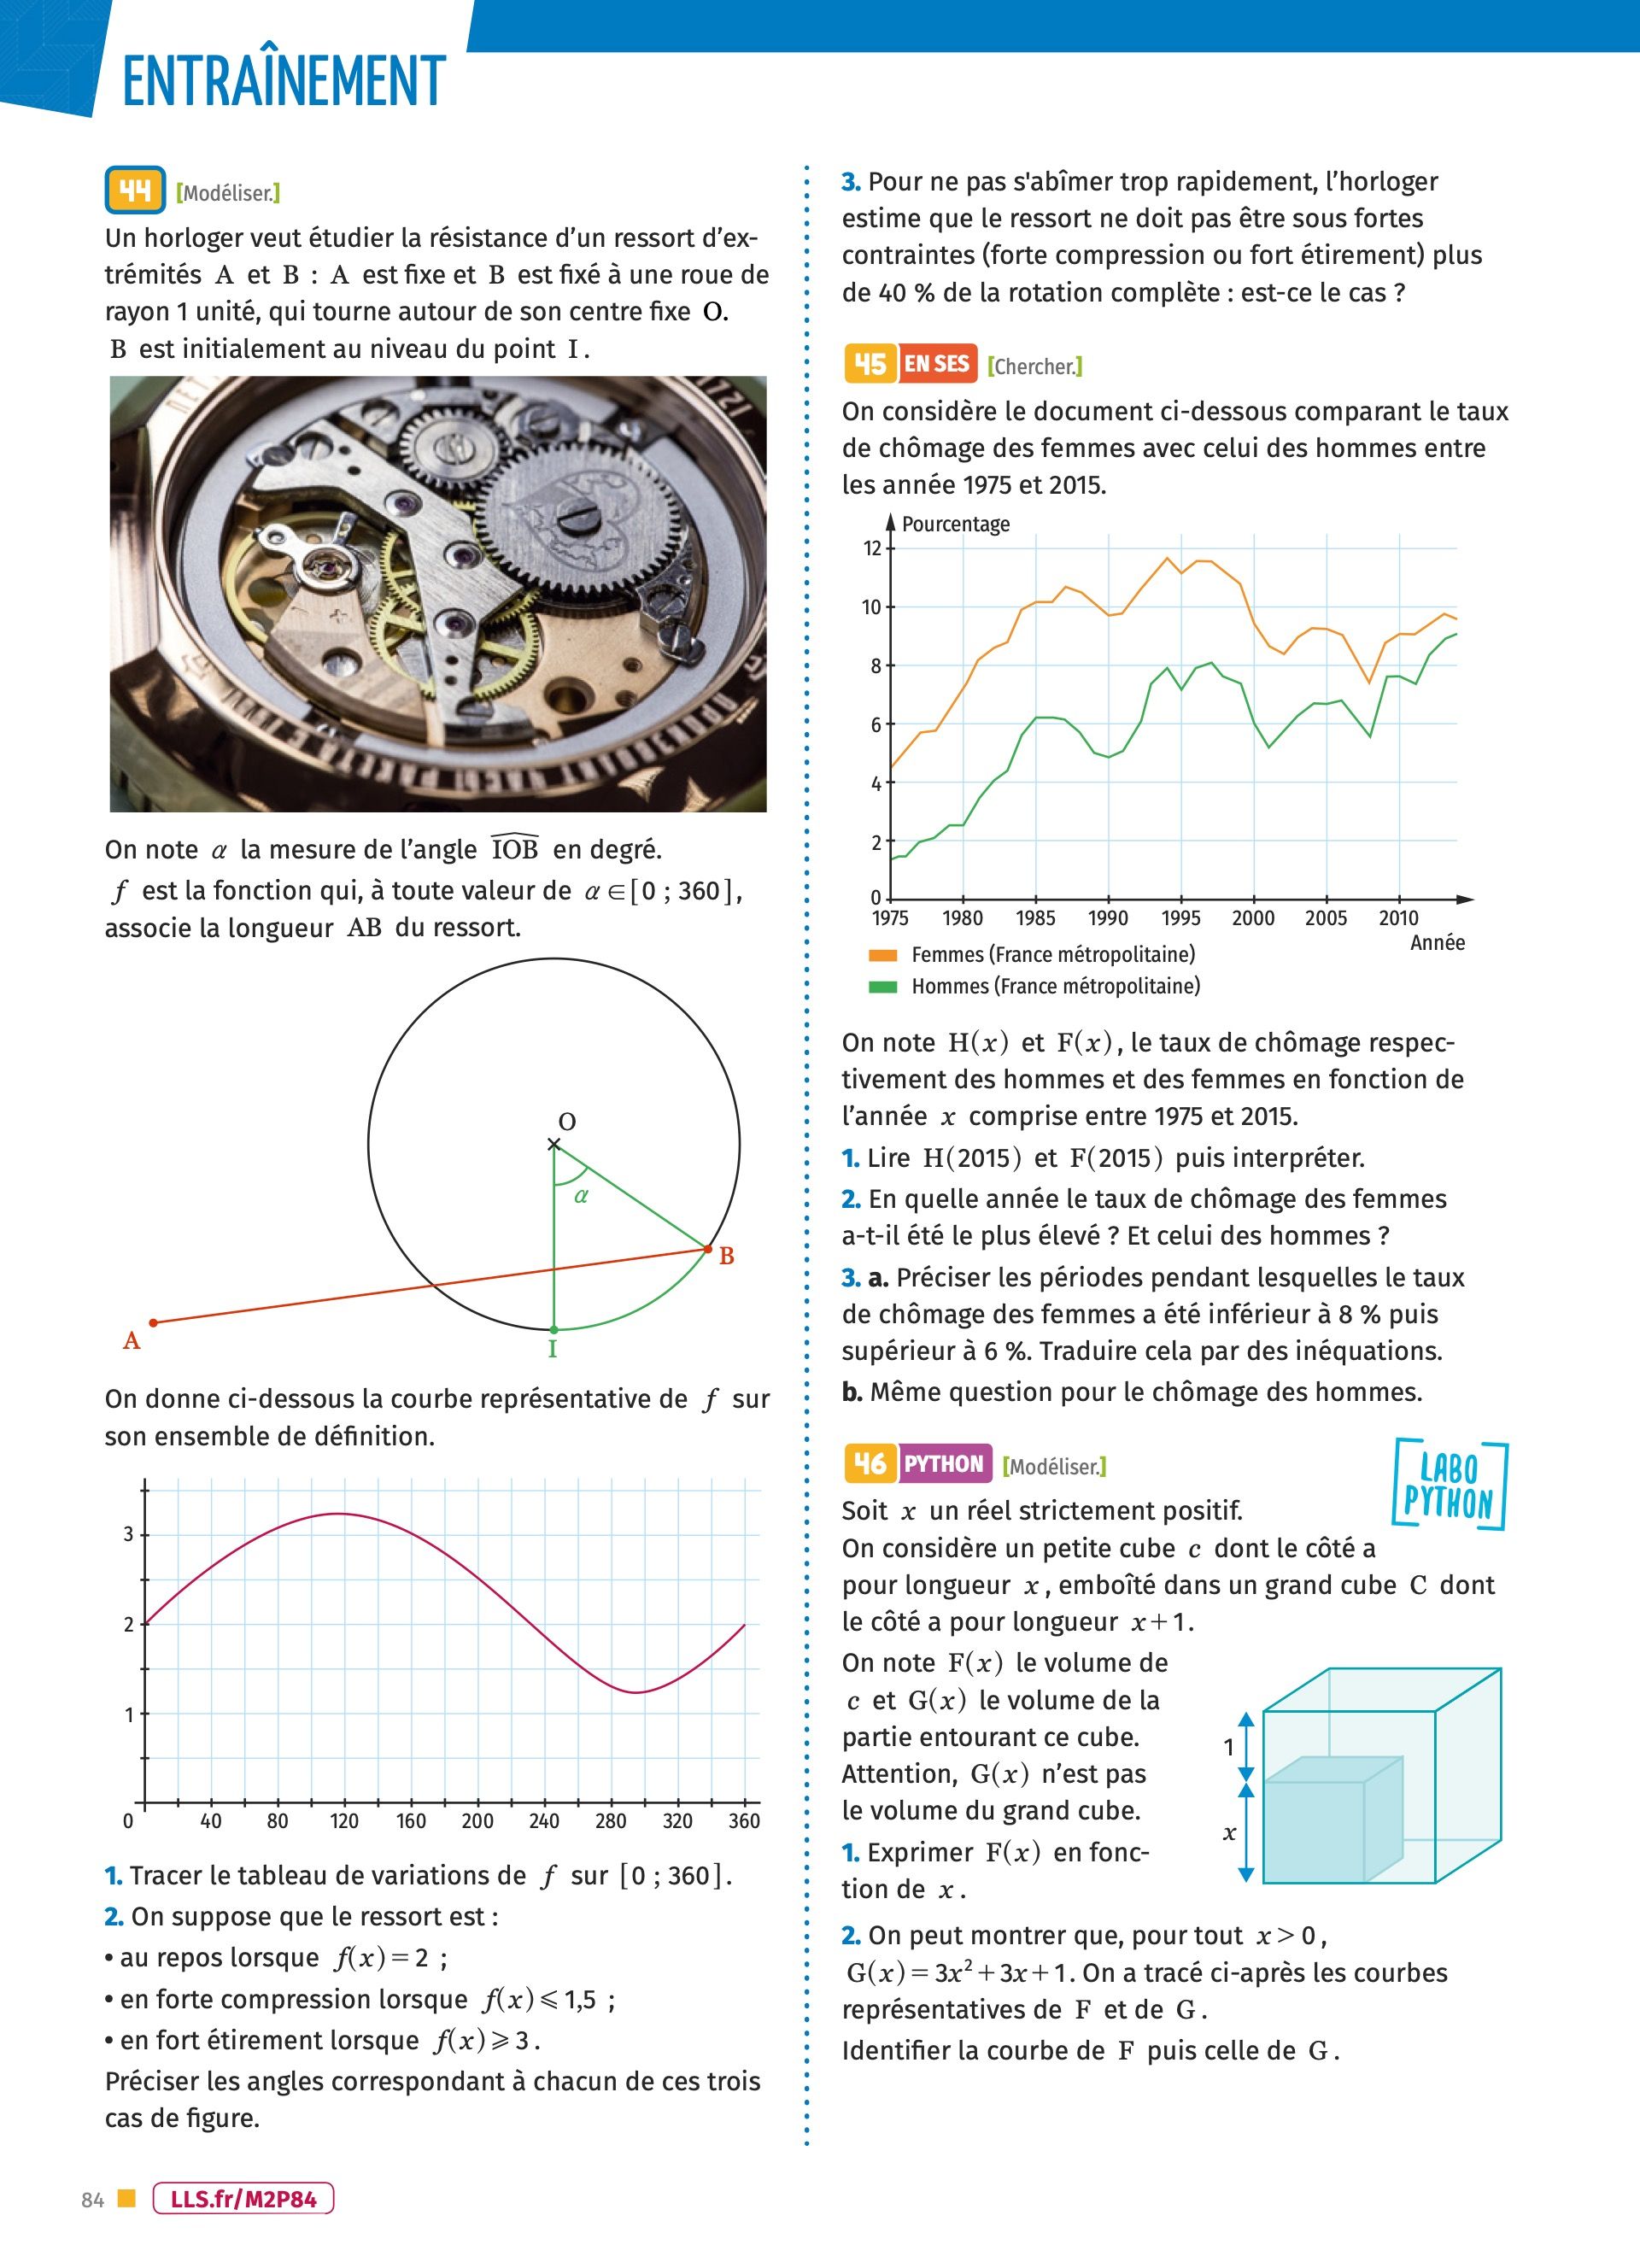 ENTRAÎNEMENT
44 [Modéliser.]
Un horloger veut étudier la résistance d’un ressort d’ex-
trémités A et B : A est fixe et B est fixé à une roue de
rayon 1 unité, qui tourne autour de son centre fixe O.
B est initialement au niveau du point I.
On note α la mesure de l’angle IOB en degré.
f est la fonction qui, à toute valeur de α ∈ [0 ; 360],
associe la longueur AB du ressort.
O
α
B
A
I
On donne ci-dessous la courbe représentative de f sur
son ensemble de définition.
3
2
1
0 40 80 120 160 200 240 280 320 360
1. Tracer le tableau de variations de f sur [0 ; 360].
2. On suppose que le ressort est :
• au repos lorsque f(x) = 2 ;
• en forte compression lorsque f(x) ⩽ 1,5 ;
• en fort étirement lorsque f(x) ⩾ 3.
Préciser les angles correspondant à chacun de ces trois
cas de figure.
3. Pour ne pas s'abîmer trop rapidement, l’horloger
estime que le ressort ne doit pas être sous fortes
contraintes (forte compression ou fort étirement) plus
de 40 % de la rotation complète : est-ce le cas ?
45 EN SES [Chercher.]
On considère le document ci-dessous comparant le taux
de chômage des femmes avec celui des hommes entre
les année 1975 et 2015.
Pourcentage
12
10
8
6
4
2
0
1975 1980 1985 1990 1995 2000 2005 2010
Année
Femmes (France métropolitaine)
Hommes (France métropolitaine)
On note H(x) et F(x), le taux de chômage respec-
tivement des hommes et des femmes en fonction de
l’année x comprise entre 1975 et 2015.
1. Lire H(2015) et F(2015) puis interpréter.
2. En quelle année le taux de chômage des femmes
a-t-il été le plus élevé ? Et celui des hommes ?
3. a. Préciser les périodes pendant lesquelles le taux
de chômage des femmes a été inférieur à 8 % puis
supérieur à 6 %. Traduire cela par des inéquations.
b. Même question pour le chômage des hommes.
46 PYTHON [Modéliser.]
LABO
PYTHON
Soit x un réel strictement positif.
On considère un petite cube c dont le côté a
pour longueur x, emboîté dans un grand cube C dont
le côté a pour longueur x + 1.
On note F(x) le volume de
c et G(x) le volume de la
partie entourant ce cube.
Attention, G(x) n’est pas
le volume du grand cube.
1. Exprimer F(x) en fonc-
tion de x.
1
x
2. On peut montrer que, pour tout x > 0,
G(x) = 3x² + 3x + 1. On a tracé ci-après les courbes
représentatives de F et de G.
Identifier la courbe de F puis celle de G.
84 LLS.fr/M2P84